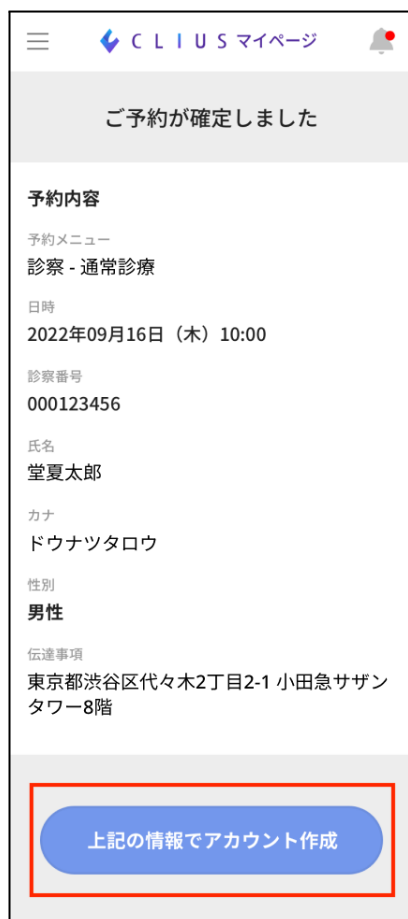 CLIUS マイページ
ご予約が確定しました
予約内容
予約メニュー
診察 - 通常診療
日時
2022年09月16日（木）10:00
診察番号
000123456
氏名
堂夏太郎
カナ
ドウナツタロウ
性別
男性
伝達事項
東京都渋谷区代々木2丁目2-1 小田急サザン
タワー8階
上記の情報でアカウント作成